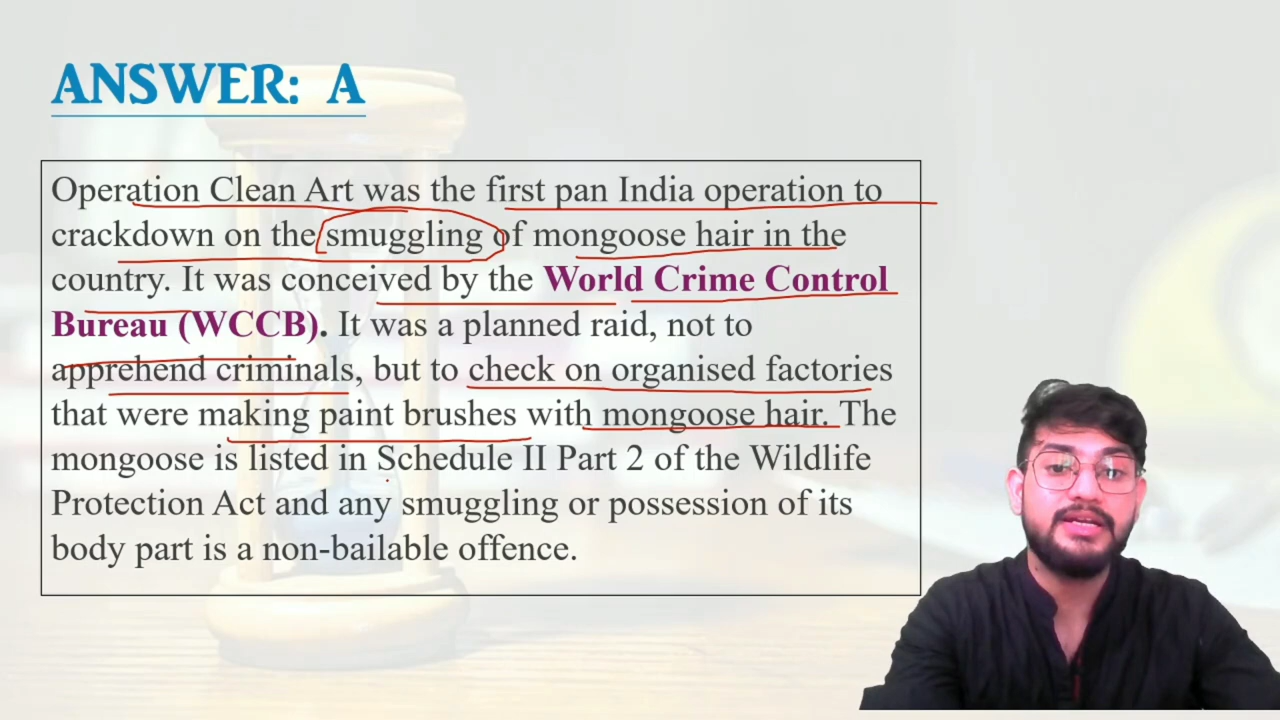 ANSWER: A
Operation Clean Art was the first pan India operation to
crackdown on the smuggling of mongoose hair in the
country. It was conceived by the World Crime Control
Bureau (WCCB). It was a planned raid, not to
apprehend criminals, but to check on organised factories
that were making paint brushes with mongoose hair. The
mongoose is listed in Schedule II Part 2 of the Wildlife
Protection Act and any smuggling or possession of its
body part is a non-bailable offence.